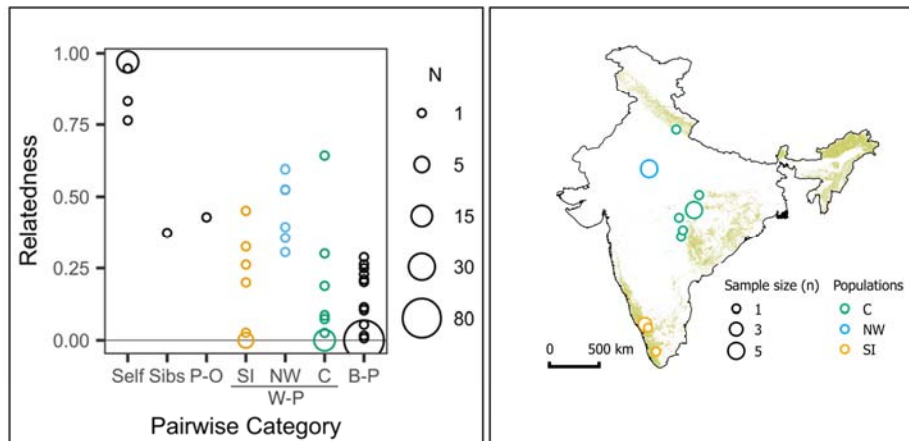 1.00
0.75
0.50
0.25
0.00
Relatedness
Self Sibs P-O SI NW C B-P
W-P
Pairwise Category
N
1
5
15
30
80
Sample size (n)
1
3
5
Populations
C
NW
SI
0 500 km